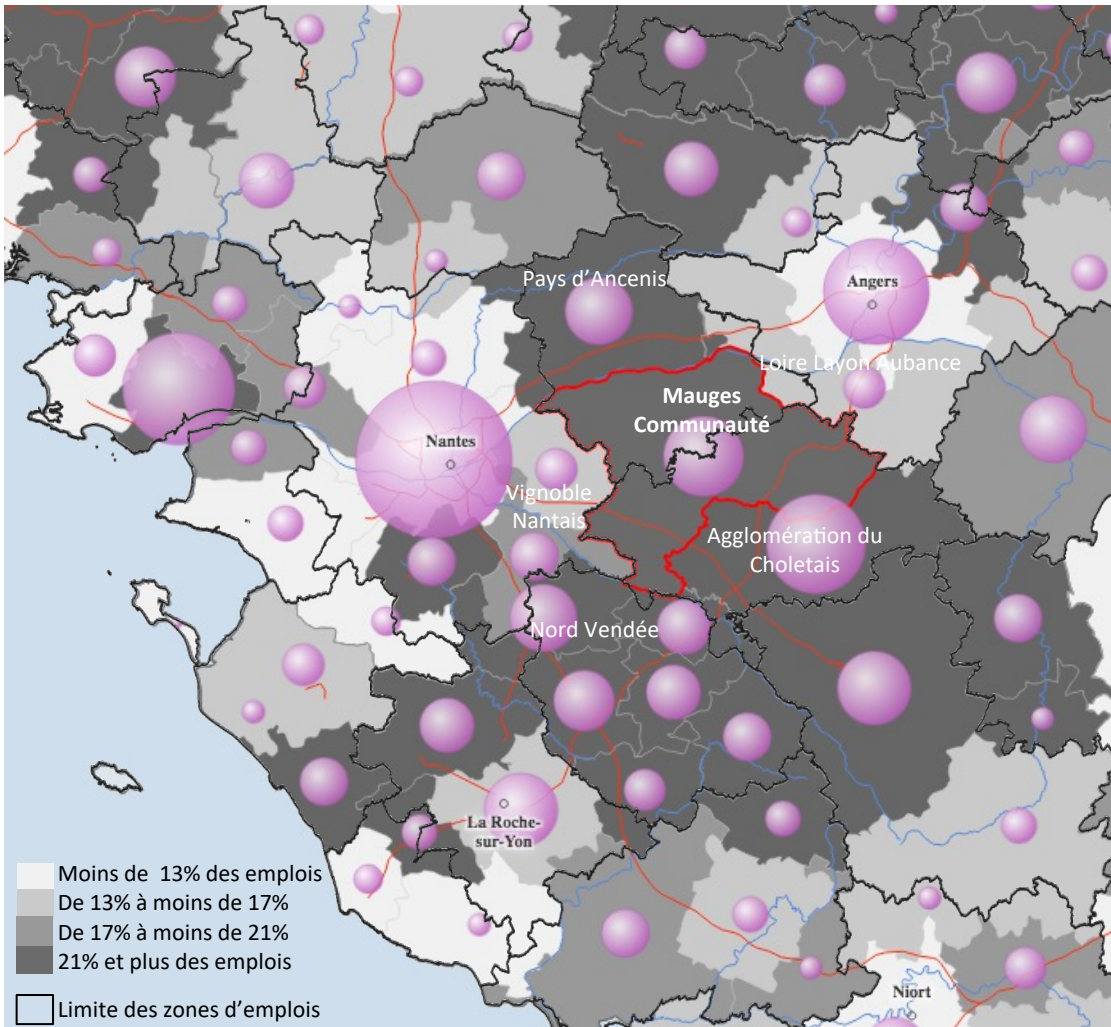 Pays d’Ancenis
Angers
Loire Layon Aubance
Mauges
Communauté
Nantes
Vignoble
Nantais
Agglomération du
Choletais
Nord Vendée
La Roche-
sur-Yon
Niort
Moins de 13% des emplois
De 13% à moins de 17%
De 17% à moins de 21%
21% et plus des emplois
Limite des zones d’emplois